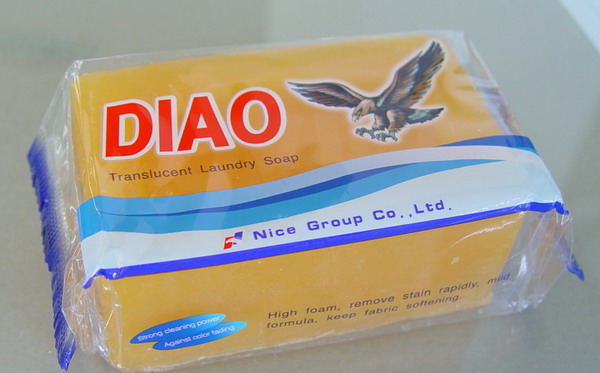 DIAO
Translucent Laundry Soap
Nice Group Co.,Ltd.
High foam, remove stain rapidly, mild
formula, keep fabric softening.
Strong cleaning power
Against color fading